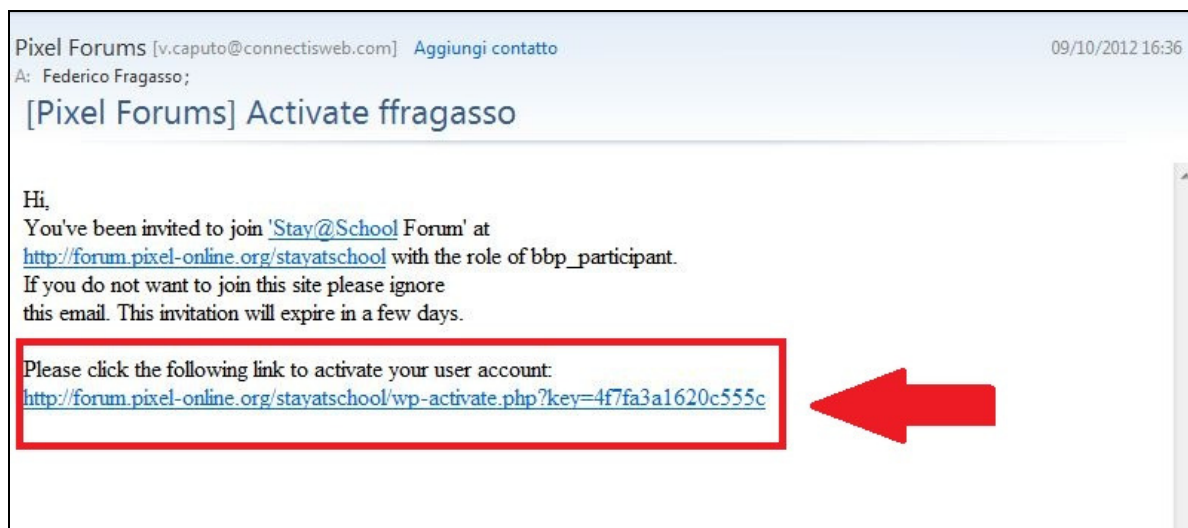 Pixel Forums [v.caputo@connectisweb.com] Aggiungi contatto 09/10/2012 16:36
A: Federico Fragasso;
[Pixel Forums] Activate ffragasso
Hi,
You've been invited to join 'Stay@School Forum' at
http://forum.pixel-online.org/stayatschool with the role of bbp_participant.
If you do not want to join this site please ignore
this email. This invitation will expire in a few days.
Please click the following link to activate your user account:
http://forum.pixel-online.org/stayatschool/wp-activate.php?key=4f7fa3a1620c555c